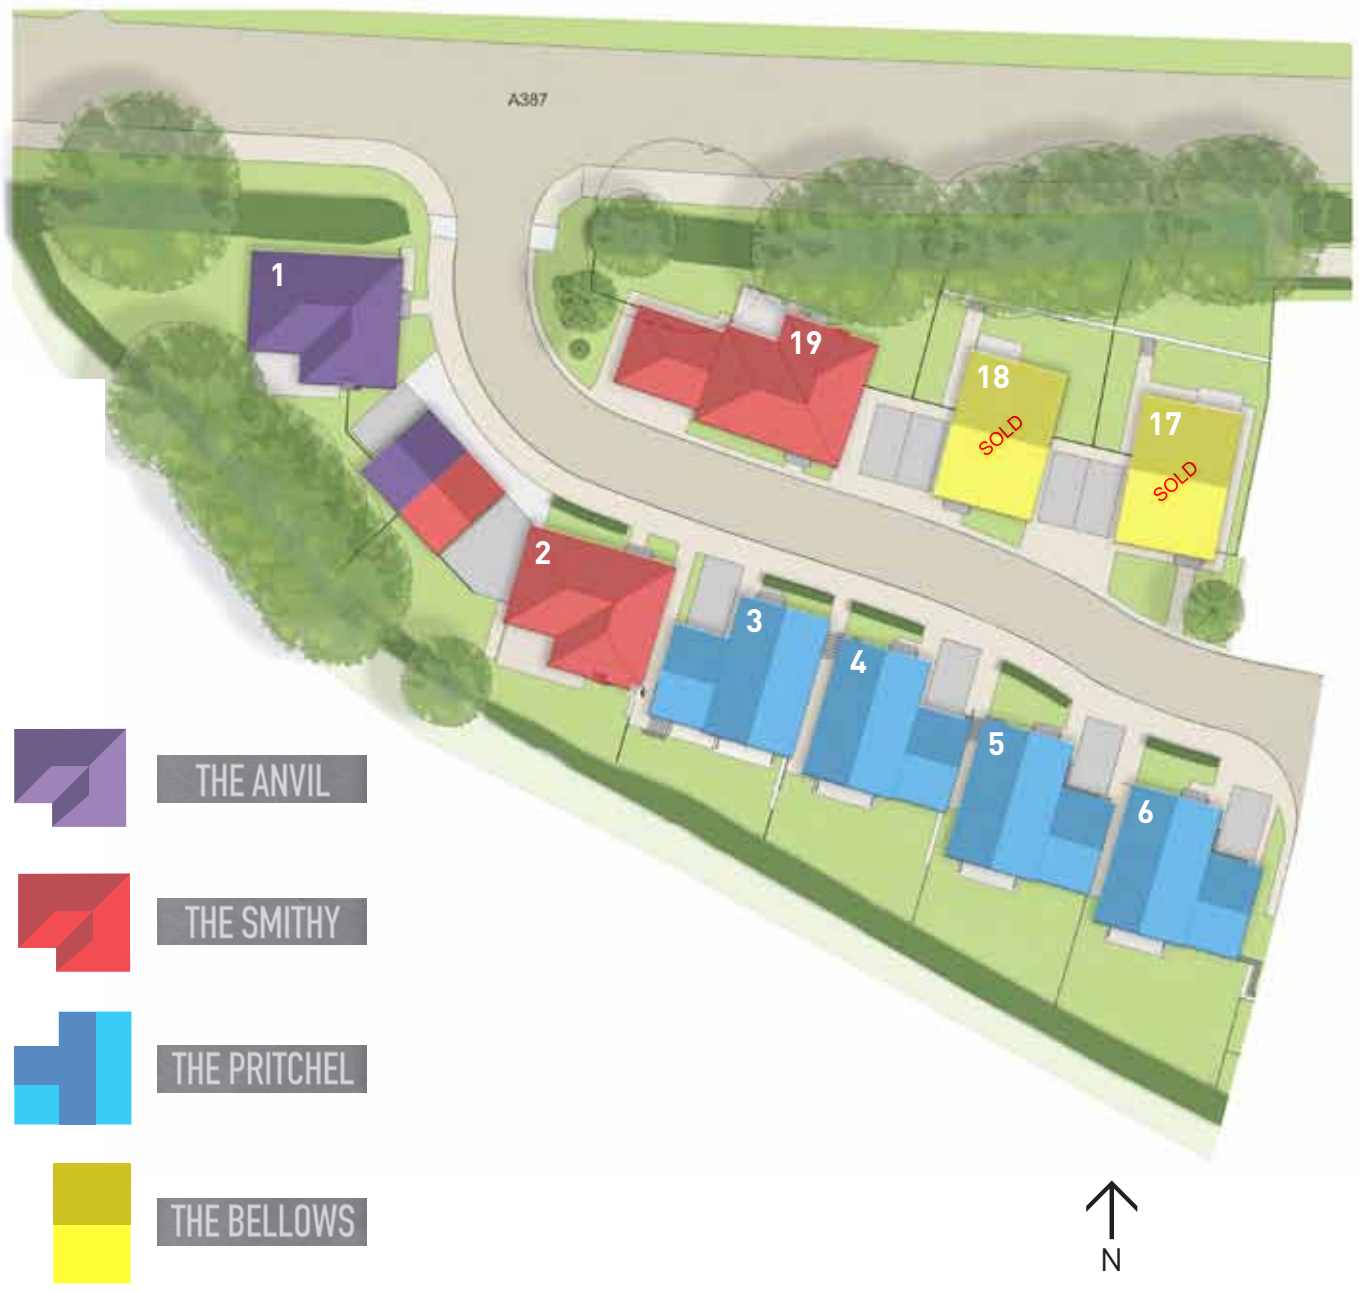 A387
1
19
18
SOLD
17
SOLD
2
3
4
5
6
THE ANVIL
THE SMITHY
THE PRITCHEL
THE BELLOWS
N